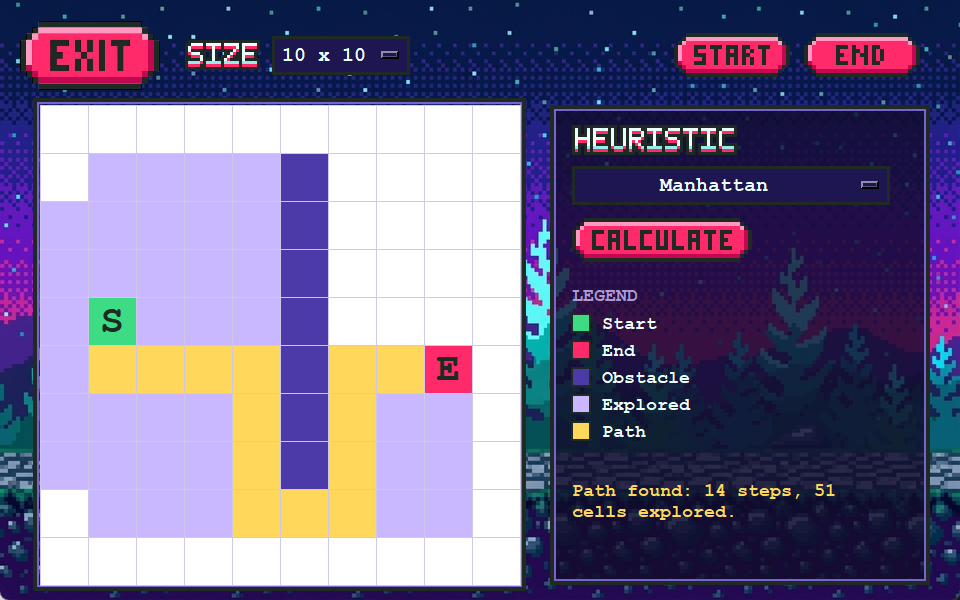 EXIT SIZE 10 x 10 START END
HEURISTIC
Manhattan
CALCULATE
LEGEND
S Start
End
E Obstacle
Explored
Path
Path found: 14 steps, 51
cells explored.